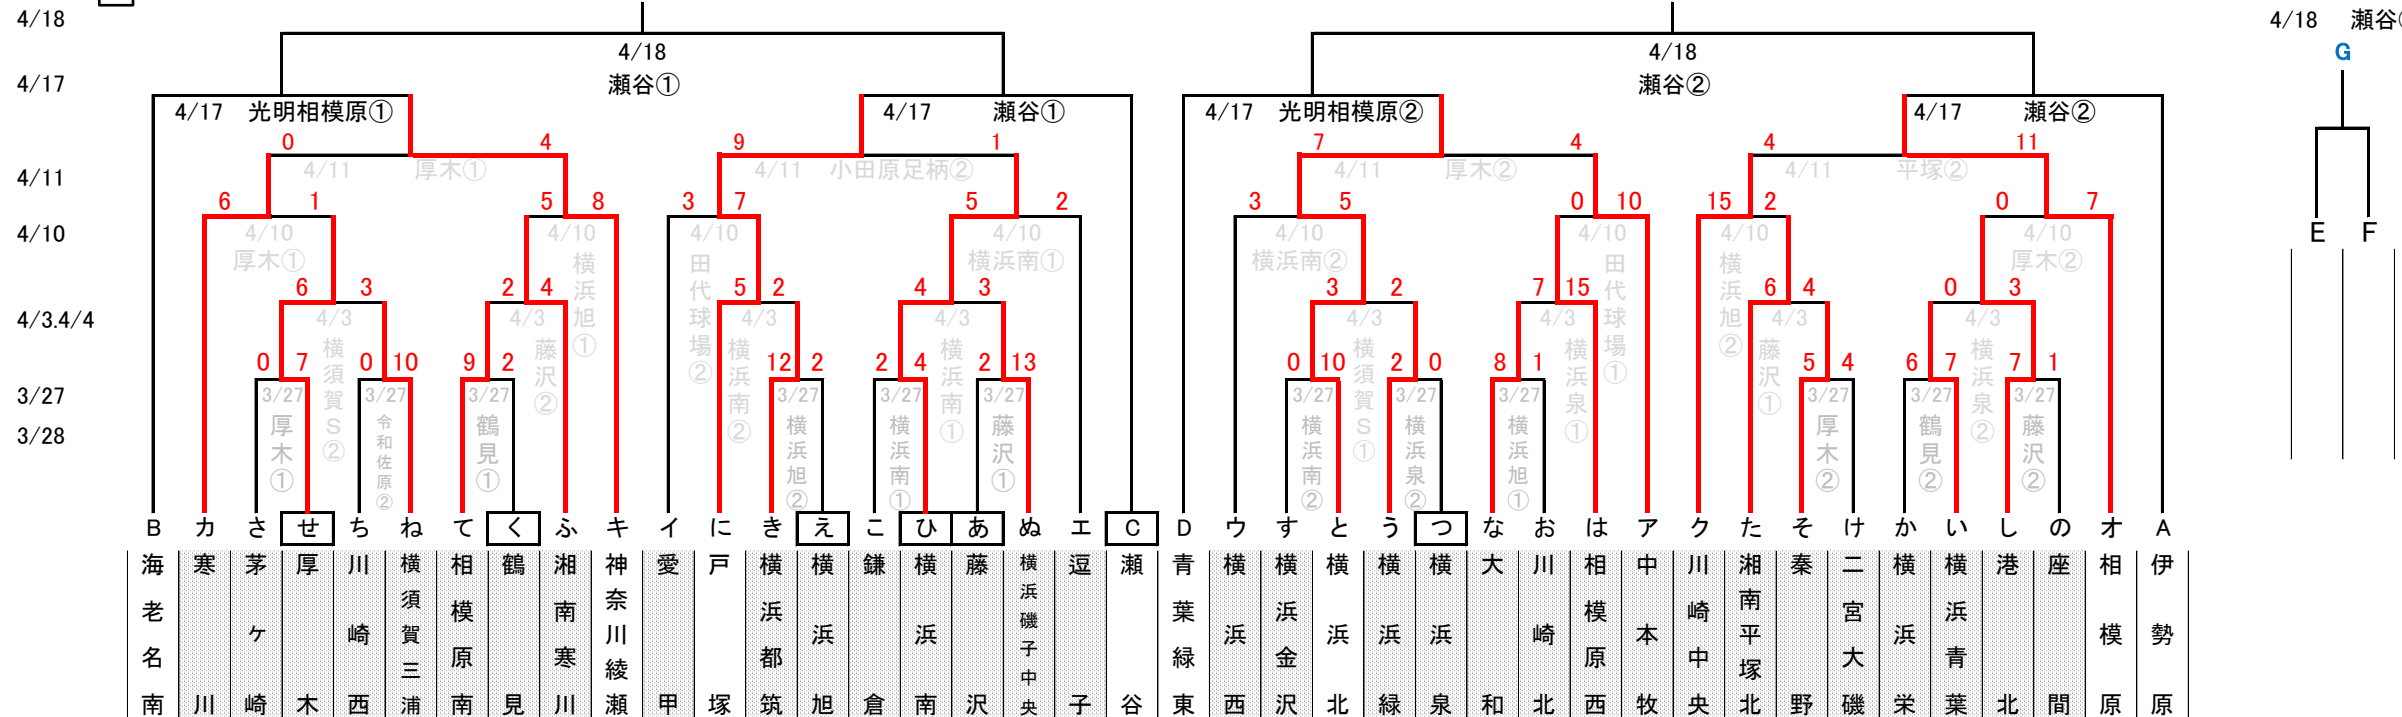 4/18
4/18
瀬谷①
4/18
瀬谷②
4/18 瀬谷
G
4/17
4/17 光明相模原①
4/17 瀬谷①
4/17 光明相模原②
4/17 瀬谷②
0 4 9 1 7 4 4 11
4/11 厚木①
4/11 小田原足柄②
4/11 厚木②
4/11 平塚②
4/11
6 1 5 8 3 7 5 2 3 5 0 10 15 2 0 7
4/10
4/10 厚木①
4/10 横浜旭①
4/10 田代球場②
4/10 横浜南①
4/10 横浜南②
4/10 田代球場①
4/10 横浜旭②
4/10 厚木②
E F
6 3 2 4 5 2 4 3 3 2 7 15 6 4 0 3
4/3.4/4
4/3 横須賀S②
4/3 藤沢②
4/3 横浜南②
4/3 横浜南①
4/3 横須賀S①
4/3 横浜泉①
4/3 藤沢①
4/3 横浜泉②
0 7 0 10 9 2 12 2 2 4 2 13 0 10 2 0 8 1 5 4 6 7 7 1
3/27
3/28
3/27 厚木①
3/27 令和佐原②
3/27 鶴見①
3/27 横浜旭②
3/27 横浜南①
3/27 藤沢①
3/27 横浜南②
3/27 横浜泉②
3/27 横浜旭①
3/27 厚木②
3/27 鶴見②
3/27 藤沢②
B カ さ せ ち ね て く ふ キ イ に き え こ ひ あ ぬ エ C D ウ す と う つ な お は ア ク た そ け か い し の オ A
海老名南
寒川
茅ヶ崎
厚木
川崎西
横須賀三浦
相模原南
鶴見
湘南寒川
神奈川綾瀬
愛甲
戸塚
横浜都筑
横浜旭
鎌倉
横浜南
藤沢
横浜磯子中央
逗子
瀬谷
青葉緑東
横浜西
横浜金沢
横浜北
横浜緑
横浜泉
大和
川崎北
相模原西
中本牧
川崎中央
湘南平塚北
秦野
二宮大磯
横浜栄
横浜青葉
港北
座間
相模原
伊勢原